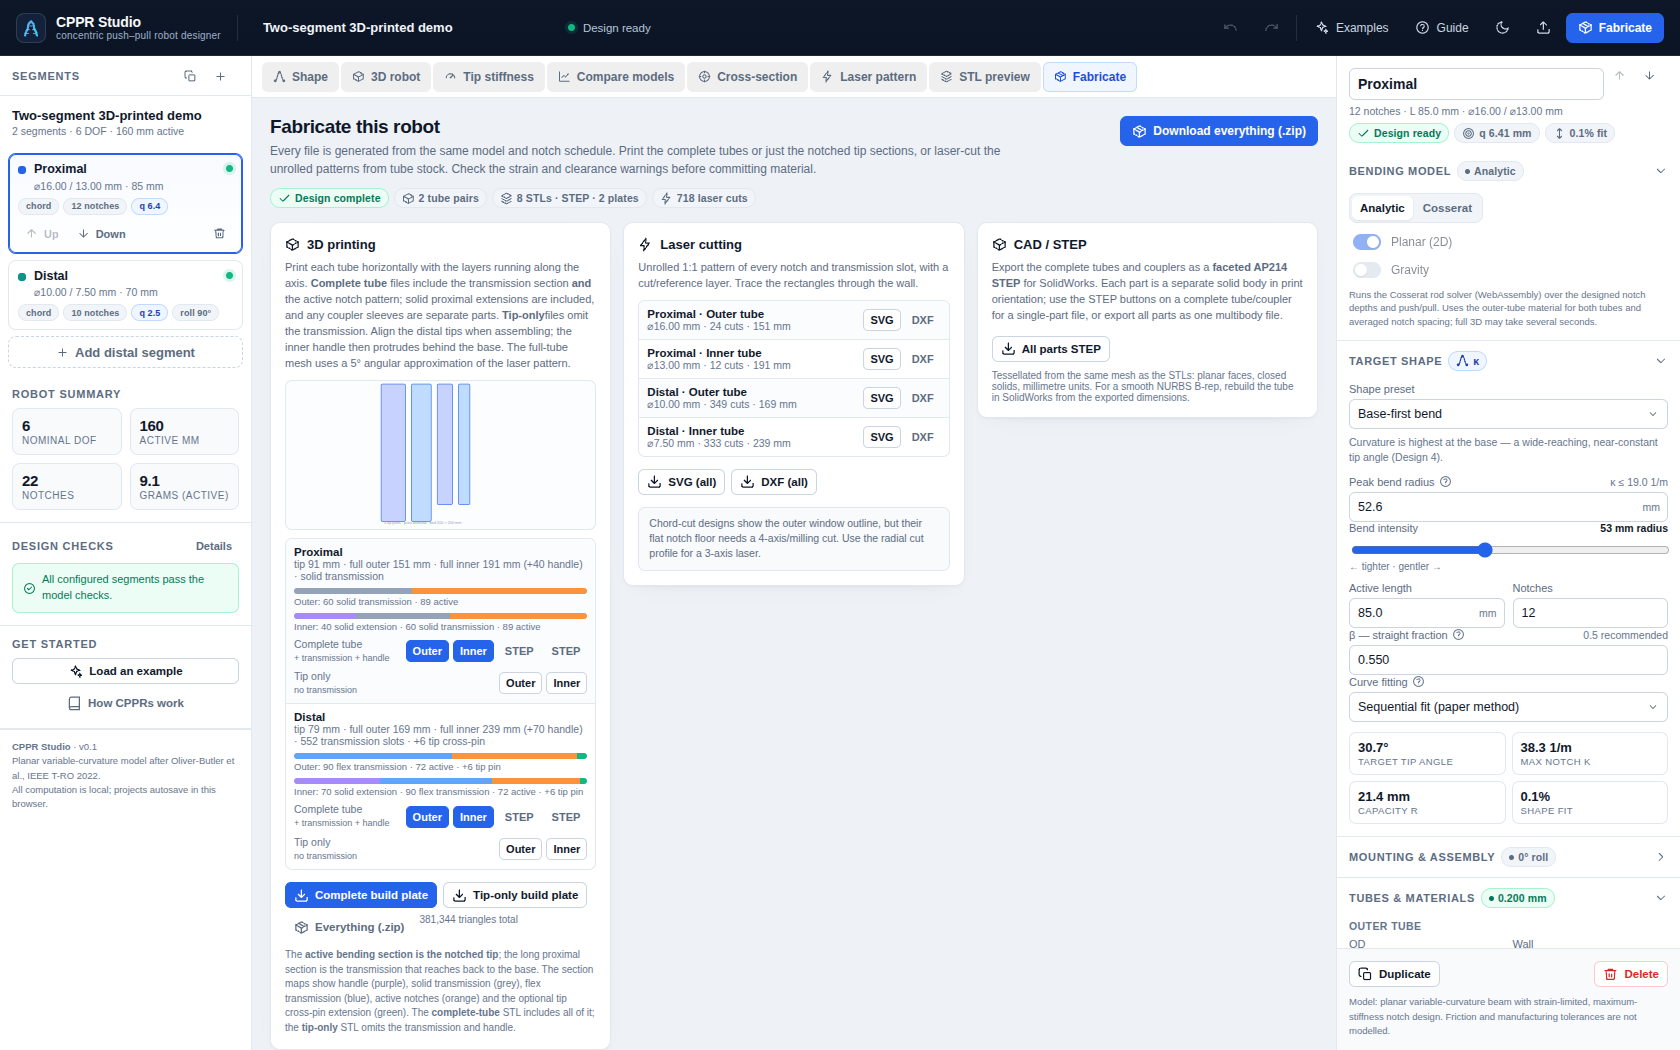 CPPR Studio
concentric push–pull robot designer
Two-segment 3D-printed demo
Design ready
Examples
Guide
Fabricate
SEGMENTS
Two-segment 3D-printed demo
2 segments · 6 DOF · 160 mm active
Proximal
⌀16.00 / 13.00 mm · 85 mm
chord
12 notches
q 6.4
Up
Down
Distal
⌀10.00 / 7.50 mm · 70 mm
chord
10 notches
q 2.5
roll 90°
Add distal segment
ROBOT SUMMARY
6
NOMINAL DOF
160
ACTIVE MM
22
NOTCHES
9.1
GRAMS (ACTIVE)
DESIGN CHECKS
Details
All configured segments pass the
model checks.
GET STARTED
Load an example
How CPPRs work
CPPR Studio · v0.1
Planar variable-curvature model after Oliver-Butler et
al., IEEE T-RO 2022.
All computation is local; projects autosave in this
browser.
Shape
3D robot
Tip stiffness
Compare models
Cross-section
Laser pattern
STL preview
Fabricate
Fabricate this robot
Every file is generated from the same model and notch schedule. Print the complete tubes or just the notched tip sections, or laser-cut the
unrolled patterns from tube stock. Check the strain and clearance warnings before committing material.
Download everything (.zip)
Design complete
2 tube pairs
8 STLs · STEP · 2 plates
718 laser cuts
3D printing
Print each tube horizontally with the layers running along the
axis. Complete tube files include the transmission section and
the active notch pattern; solid proximal extensions are included,
and any coupler sleeves are separate parts. Tip-onlyfiles omit
the transmission. Align the distal tips when assembling; the
inner handle then protrudes behind the base. The full-tube
mesh uses a 5° angular approximation of the laser pattern.
Proximal
tip 91 mm · full outer 151 mm · full inner 191 mm (+40 handle)
· solid transmission
Outer: 60 solid transmission · 89 active
Inner: 40 solid extension · 60 solid transmission · 89 active
Complete tube
+ transmission + handle
Outer
Inner
STEP
STEP
Tip only
no transmission
Outer
Inner
Distal
tip 79 mm · full outer 169 mm · full inner 239 mm (+70 handle)
· 552 transmission slots · +6 tip cross-pin
Outer: 90 flex transmission · 72 active · +6 tip pin
Inner: 70 solid extension · 90 flex transmission · 72 active · +6 tip pin
Complete tube
+ transmission + handle
Outer
Inner
STEP
STEP
Tip only
no transmission
Outer
Inner
Complete build plate
Tip-only build plate
Everything (.zip)
381,344 triangles total
The active bending section is the notched tip; the long proximal
section is the transmission that reaches back to the base. The section
maps show handle (purple), solid transmission (grey), flex
transmission (blue), active notches (orange) and the optional tip
cross-pin extension (green). The complete-tube STL includes all of it;
the tip-only STL omits the transmission and handle.
Laser cutting
Unrolled 1:1 pattern of every notch and transmission slot, with a
cut/reference layer. Trace the rectangles through the wall.
Proximal · Outer tube
⌀16.00 mm · 24 cuts · 151 mm
SVG
DXF
Proximal · Inner tube
⌀13.00 mm · 12 cuts · 191 mm
SVG
DXF
Distal · Outer tube
⌀10.00 mm · 349 cuts · 169 mm
SVG
DXF
Distal · Inner tube
⌀7.50 mm · 333 cuts · 239 mm
SVG
DXF
SVG (all)
DXF (all)
Chord-cut designs show the outer window outline, but their
flat notch floor needs a 4-axis/milling cut. Use the radial cut
profile for a 3-axis laser.
CAD / STEP
Export the complete tubes and couplers as a faceted AP214
STEP for SolidWorks. Each part is a separate solid body in print
orientation; use the STEP buttons on a complete tube/coupler
for a single-part file, or export all parts as one multibody file.
All parts STEP
Tessellated from the same mesh as the STLs: planar faces, closed
solids, millimetre units. For a smooth NURBS B-rep, rebuild the tube
in SolidWorks from the exported dimensions.
Proximal
12 notches · L 85.0 mm · ⌀16.00 / ⌀13.00 mm
Design ready
q 6.41 mm
0.1% fit
BENDING MODEL
Analytic
Analytic
Cosserat
Planar (2D)
Gravity
Runs the Cosserat rod solver (WebAssembly) over the designed notch
depths and push/pull. Uses the outer-tube material for both tubes and
averaged notch spacing; full 3D may take several seconds.
TARGET SHAPE
κ
Shape preset
Base-first bend
Curvature is highest at the base — a wide-reaching, near-constant
tip angle (Design 4).
Peak bend radius
κ ≤ 19.0 1/m
52.6
mm
Bend intensity
53 mm radius
← tighter · gentler →
Active length
Notches
85.0
mm
12
β — straight fraction
0.5 recommended
0.550
Curve fitting
Sequential fit (paper method)
30.7°
TARGET TIP ANGLE
38.3 1/m
MAX NOTCH Κ
21.4 mm
CAPACITY R
0.1%
SHAPE FIT
MOUNTING & ASSEMBLY
0° roll
TUBES & MATERIALS
0.200 mm
OUTER TUBE
OD
Wall
Duplicate
Delete
Model: planar variable-curvature beam with strain-limited, maximum-
stiffness notch design. Friction and manufacturing tolerances are not
modelled.